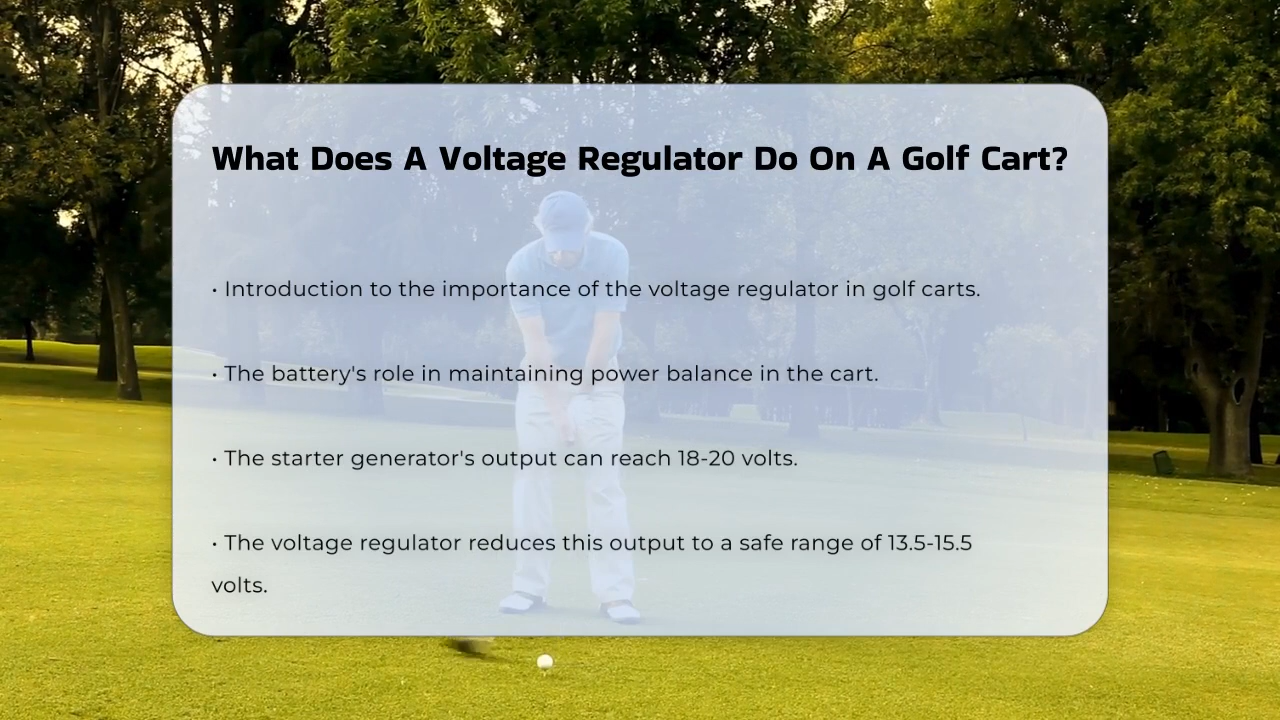 What Does A Voltage Regulator Do On A Golf Cart?
• Introduction to the importance of the voltage regulator in golf carts.
• The battery's role in maintaining power balance in the cart.
• The starter generator's output can reach 18-20 volts.
• The voltage regulator reduces this output to a safe range of 13.5-15.5
volts.